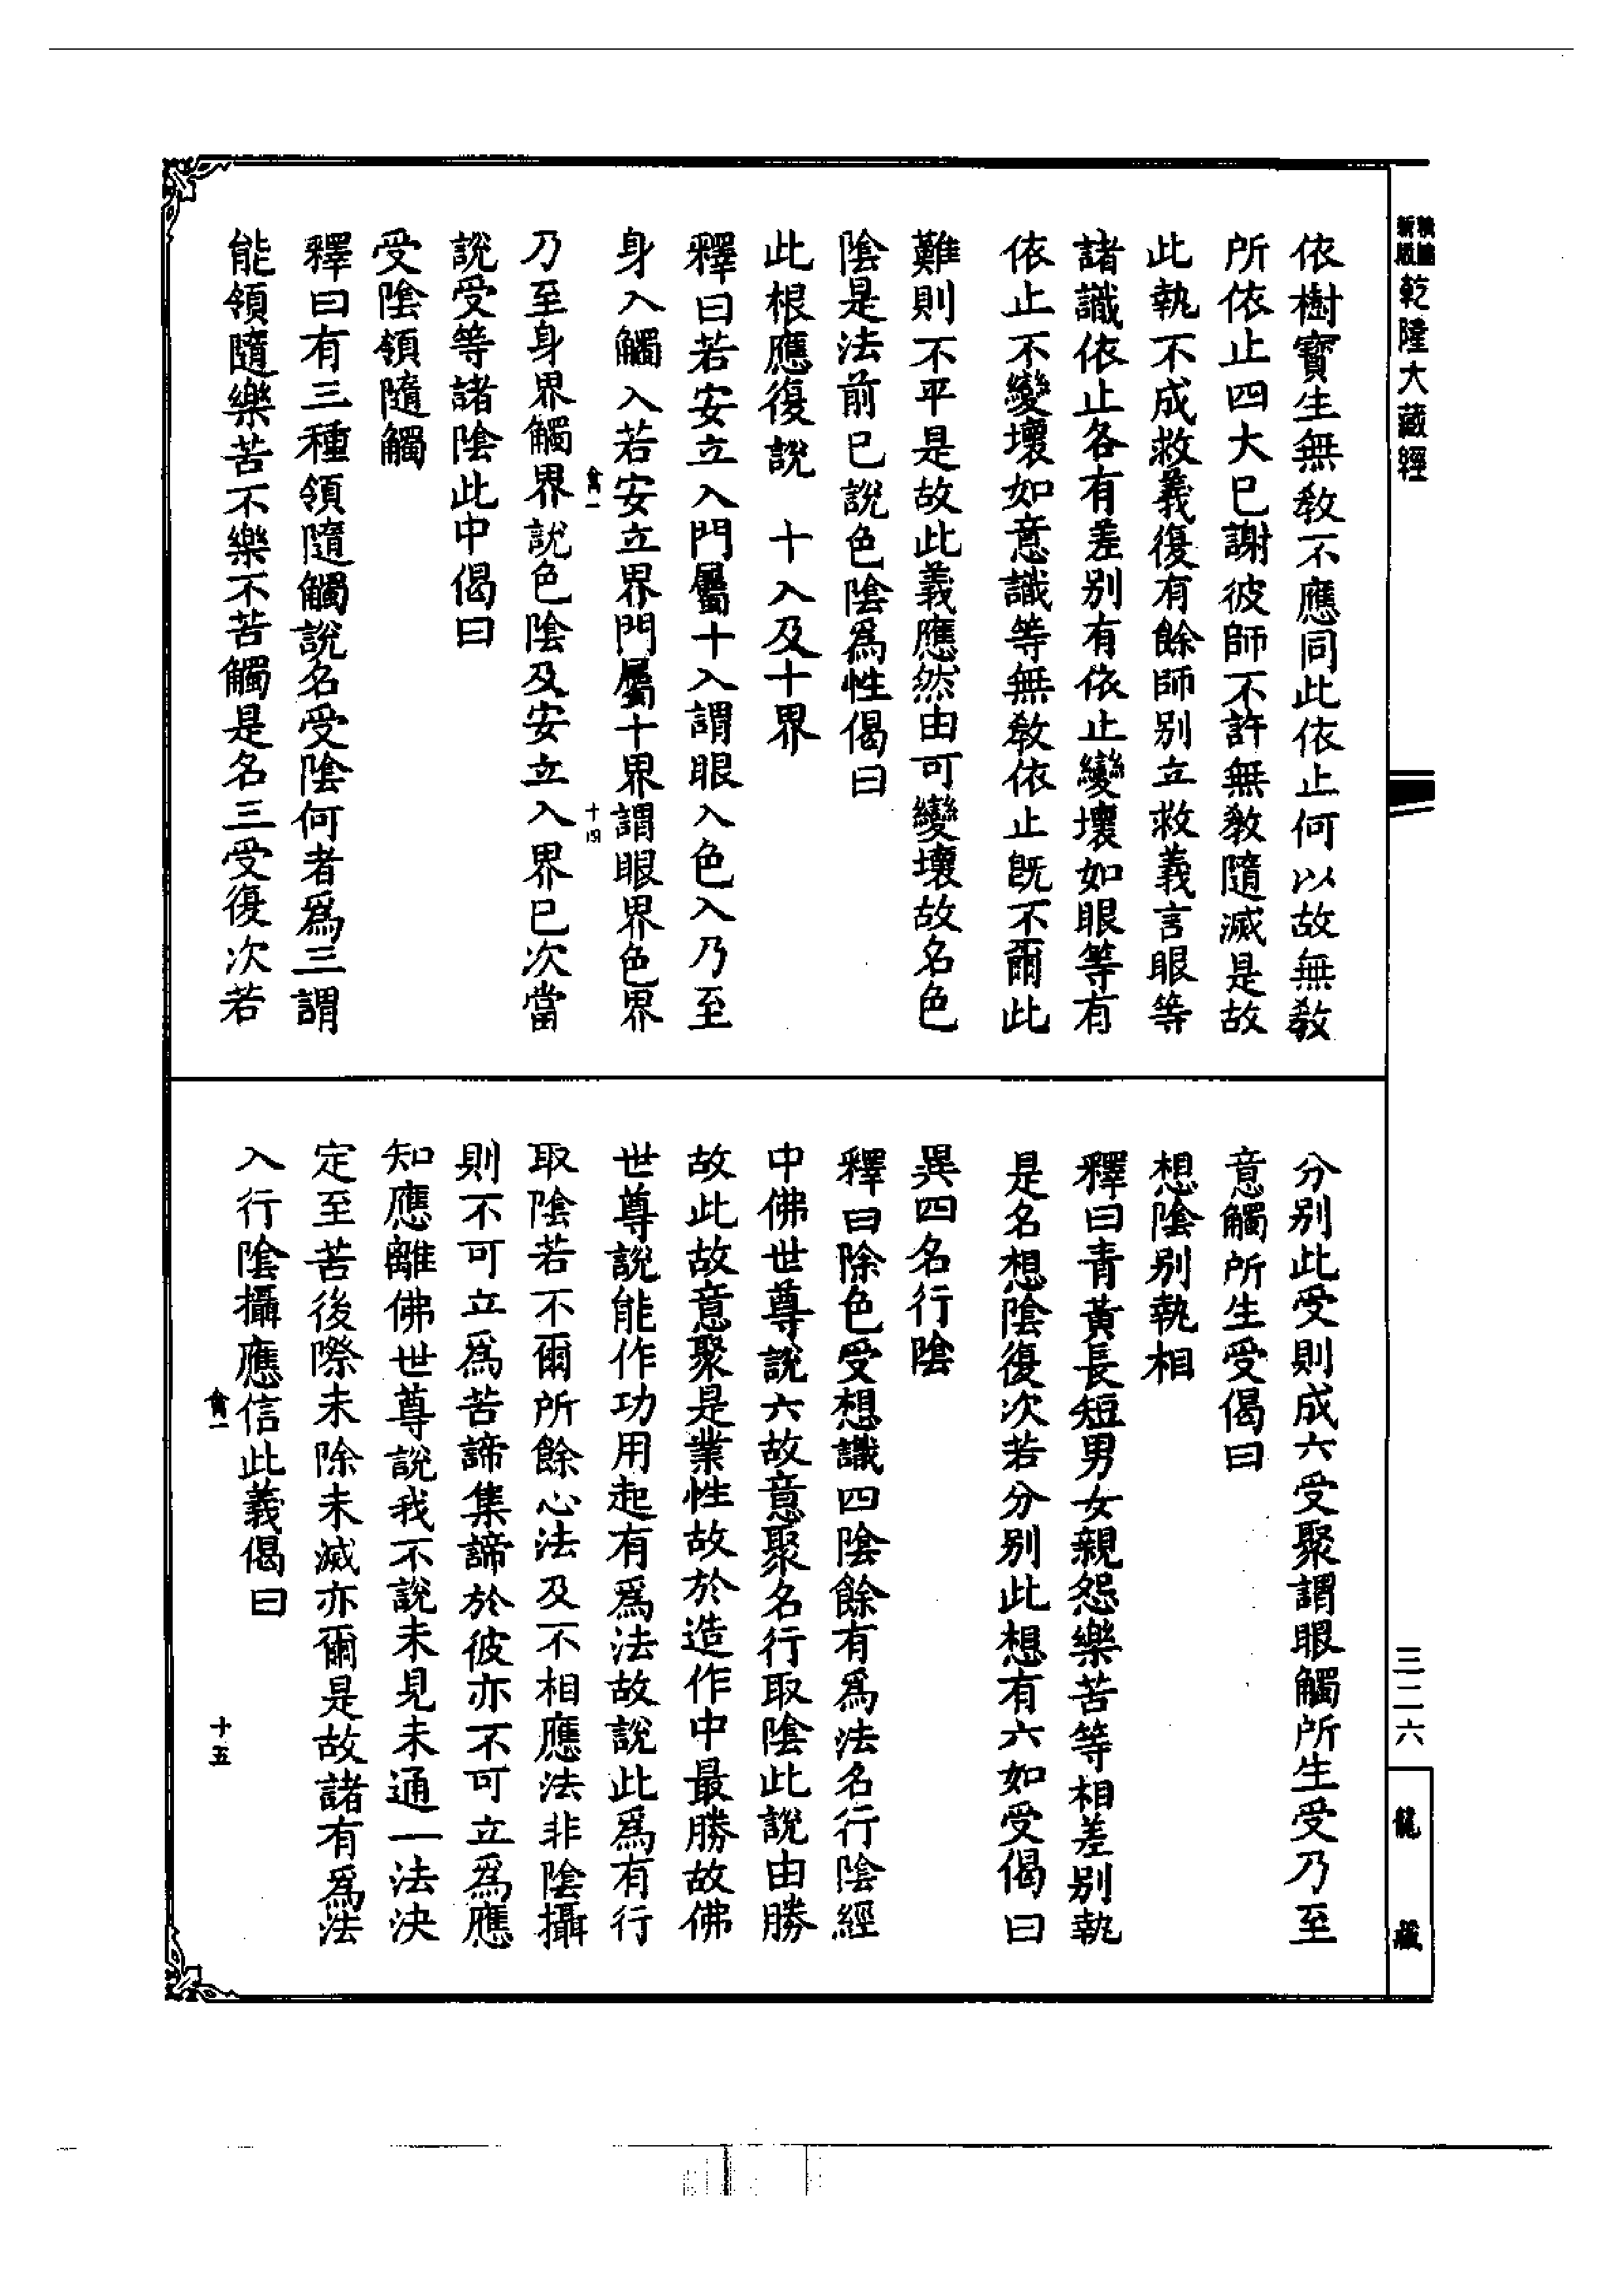 乾隆大藏經
依樹寶生無教不應同此依止何以故無教
所依止四大已謝彼師不許無教隨滅是故
此執不成救義復有餘師别立救義言眼等
諸識依止各有差别有依止變壞如眼等有
依止不變壞如意識等無教依止旣不爾此
難則不平是故此義應然由可變壞故名色
陰是法前已說色陰爲性偈曰
此根應復說　十入及十界
釋曰若安立入門屬十入謂眼入色入乃至
身入觸入若安立界門屬十界謂眼界色界
禽一　十四
乃至身界觸界說色陰及安立入界已次當
說受等諸陰此中偈曰
受陰領隨觸
釋曰有三種領隨觸說名受陰何者爲三謂
能領隨樂苦不樂不苦觸是名三受復次若
三二六
龍藏
分别此受則成六受聚謂眼觸所生受乃至
意觸所生受偈曰
想陰别執相
釋曰青黃長短男女親怨樂苦等相差别執
是名想陰復次若分别此想有六如受偈曰
異四名行陰
釋曰除色受想識四陰餘有爲法名行陰經
中佛世尊說六故意聚名行取陰此說由勝
故此故意聚是業性故於造作中最勝故佛
世尊說能作功用起有爲法故說此爲有行
取陰若不爾所餘心法及不相應法非陰攝
則不可立爲苦諦集諦於彼亦不可立爲應
知應離佛世尊說我不說未見未通一法決
定至苦後際未除未滅亦爾是故諸有爲法
入行陰攝應信此義偈曰
禽一　十五